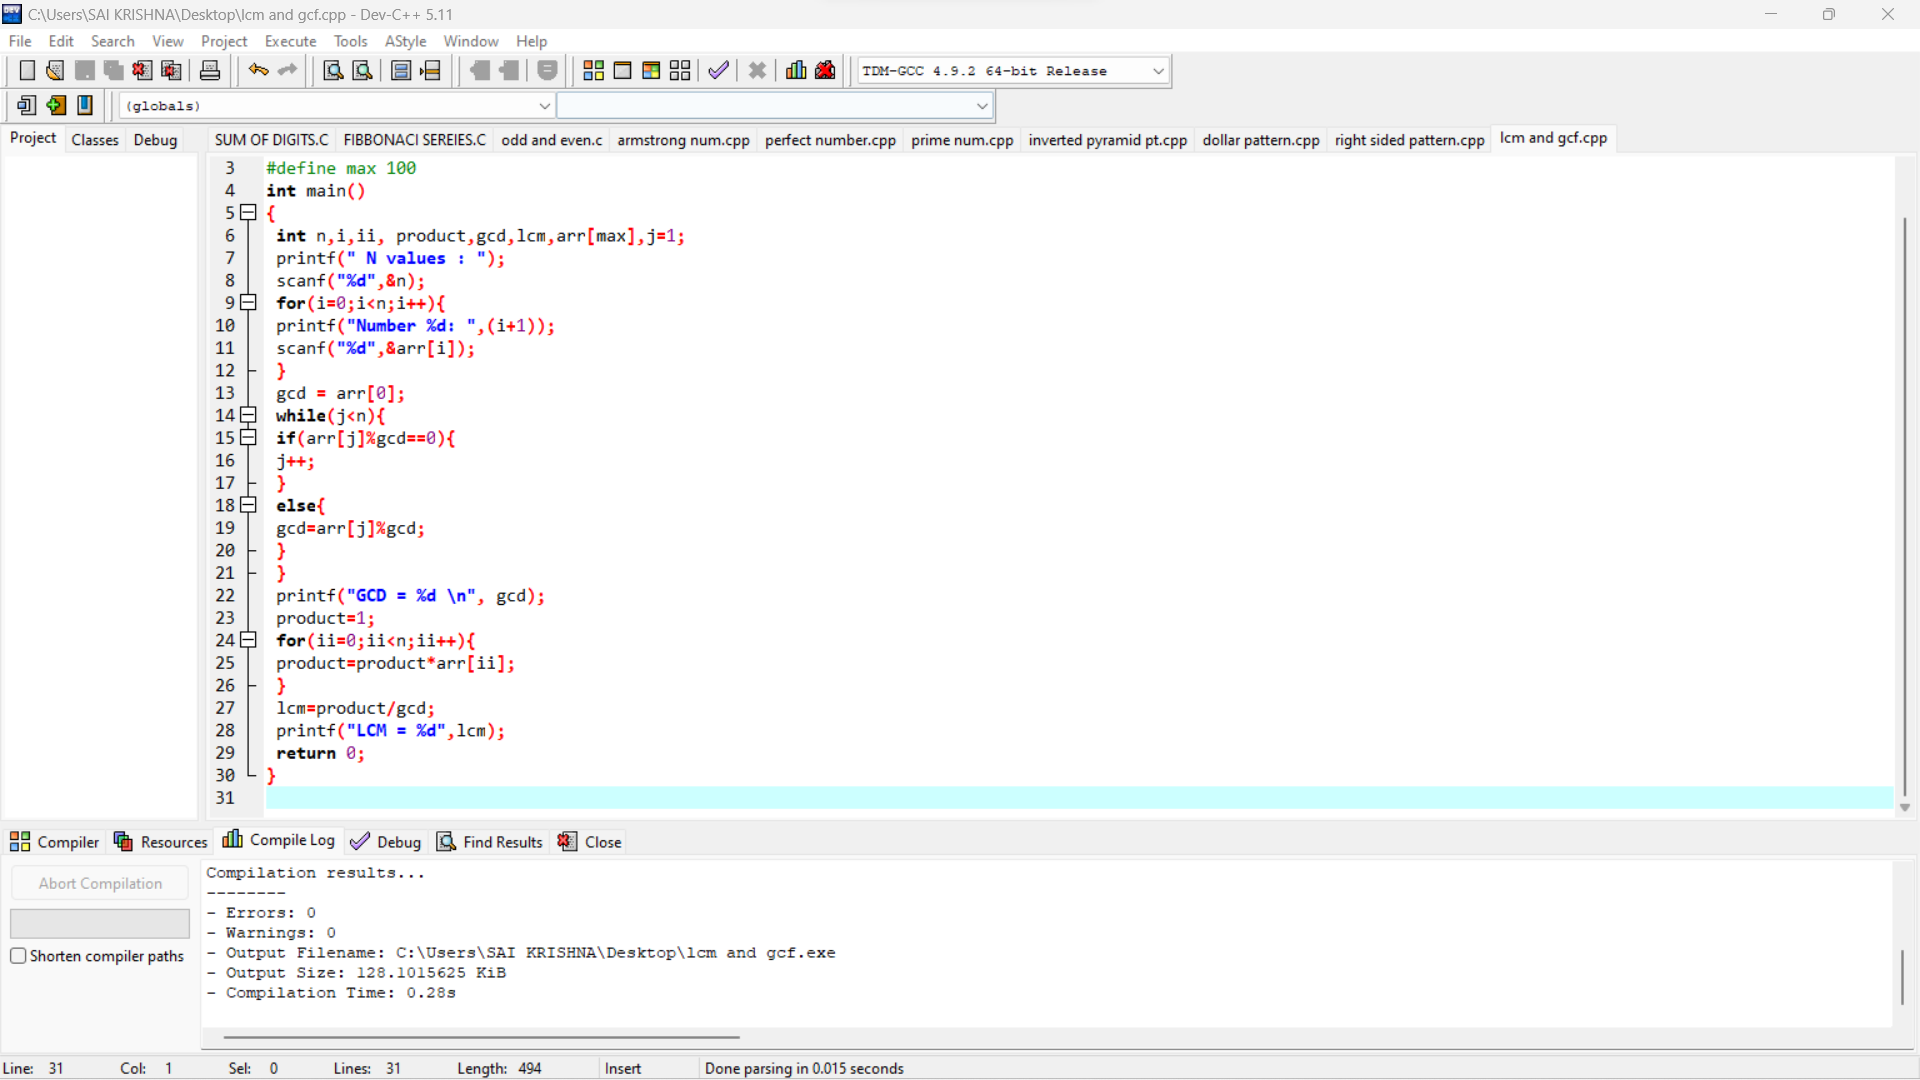 C:\Users\SAI KRISHNA\Desktop\lcm and gcf.cpp - Dev-C++ 5.11
File Edit Search View Project Execute Tools AStyle Window Help
TDM-GCC 4.9.2 64-bit Release
(globals)
Project Classes Debug SUM OF DIGITS.C FIBBONACI SEREIES.C odd and even.c armstrong num.cpp perfect number.cpp prime num.cpp inverted pyramid pt.cpp dollar pattern.cpp right sided pattern.cpp lcm and gcf.cpp
3 #define max 100
4 int main()
5 {
6 int n,i,ii, product,gcd,lcm,arr[max],j=1;
7 printf(" N values : ");
8 scanf("%d",&n);
9 for(i=0;i<n;i++){
10 printf("Number %d: ",(i+1));
11 scanf("%d",&arr[i]);
12 }
13 gcd = arr[0];
14 while(j<n){
15 if(arr[j]%gcd==0){
16 j++;
17 }
18 else{
19 gcd=arr[j]%gcd;
20 }
21 }
22 printf("GCD = %d \n", gcd);
23 product=1;
24 for(ii=0;ii<n;ii++){
25 product=product*arr[ii];
26 }
27 lcm=product/gcd;
28 printf("LCM = %d",lcm);
29 return 0;
30 }
31
Compiler Resources Compile Log Debug Find Results Close
Abort Compilation
Shorten compiler paths
Compilation results...
--------
- Errors: 0
- Warnings: 0
- Output Filename: C:\Users\SAI KRISHNA\Desktop\lcm and gcf.exe
- Output Size: 128.1015625 KiB
- Compilation Time: 0.28s
Line: 31 Col: 1 Sel: 0 Lines: 31 Length: 494 Insert Done parsing in 0.015 seconds